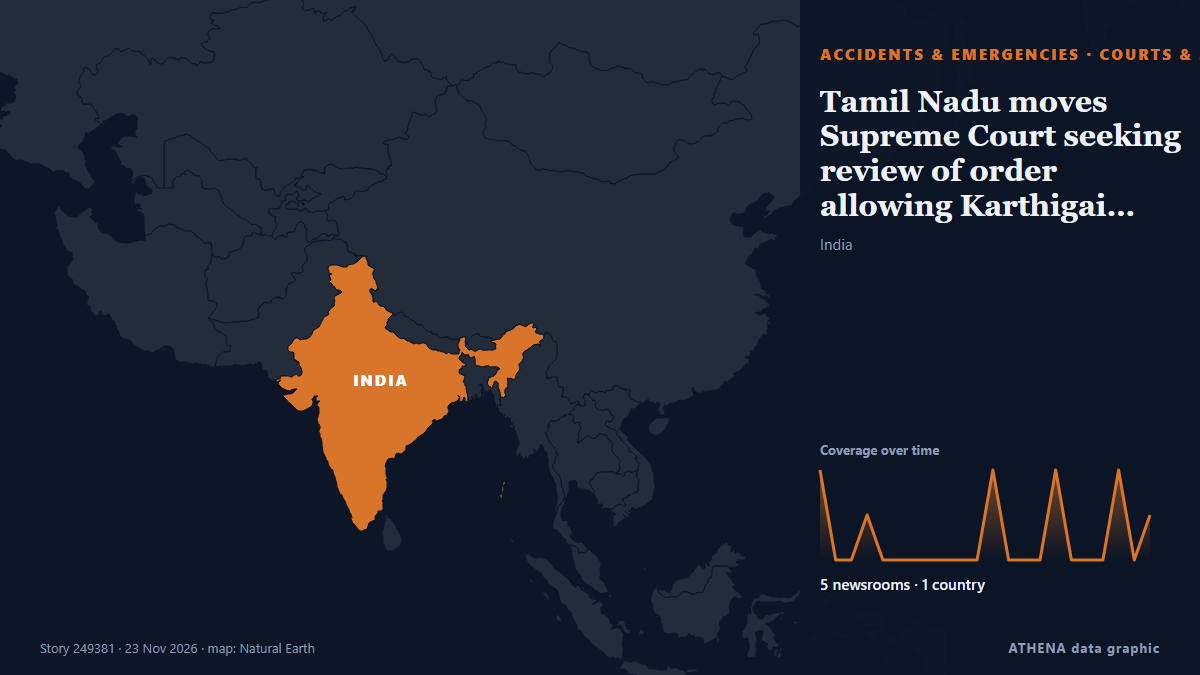 ACCIDENTS & EMERGENCIES · COURTS &
Tamil Nadu moves
Supreme Court seeking
review of order
allowing Karthigai...
India
INDIA
Coverage over time
5 newsrooms · 1 country
Story 249381 · 23 Nov 2026 · map: Natural Earth
ATHENA data graphic